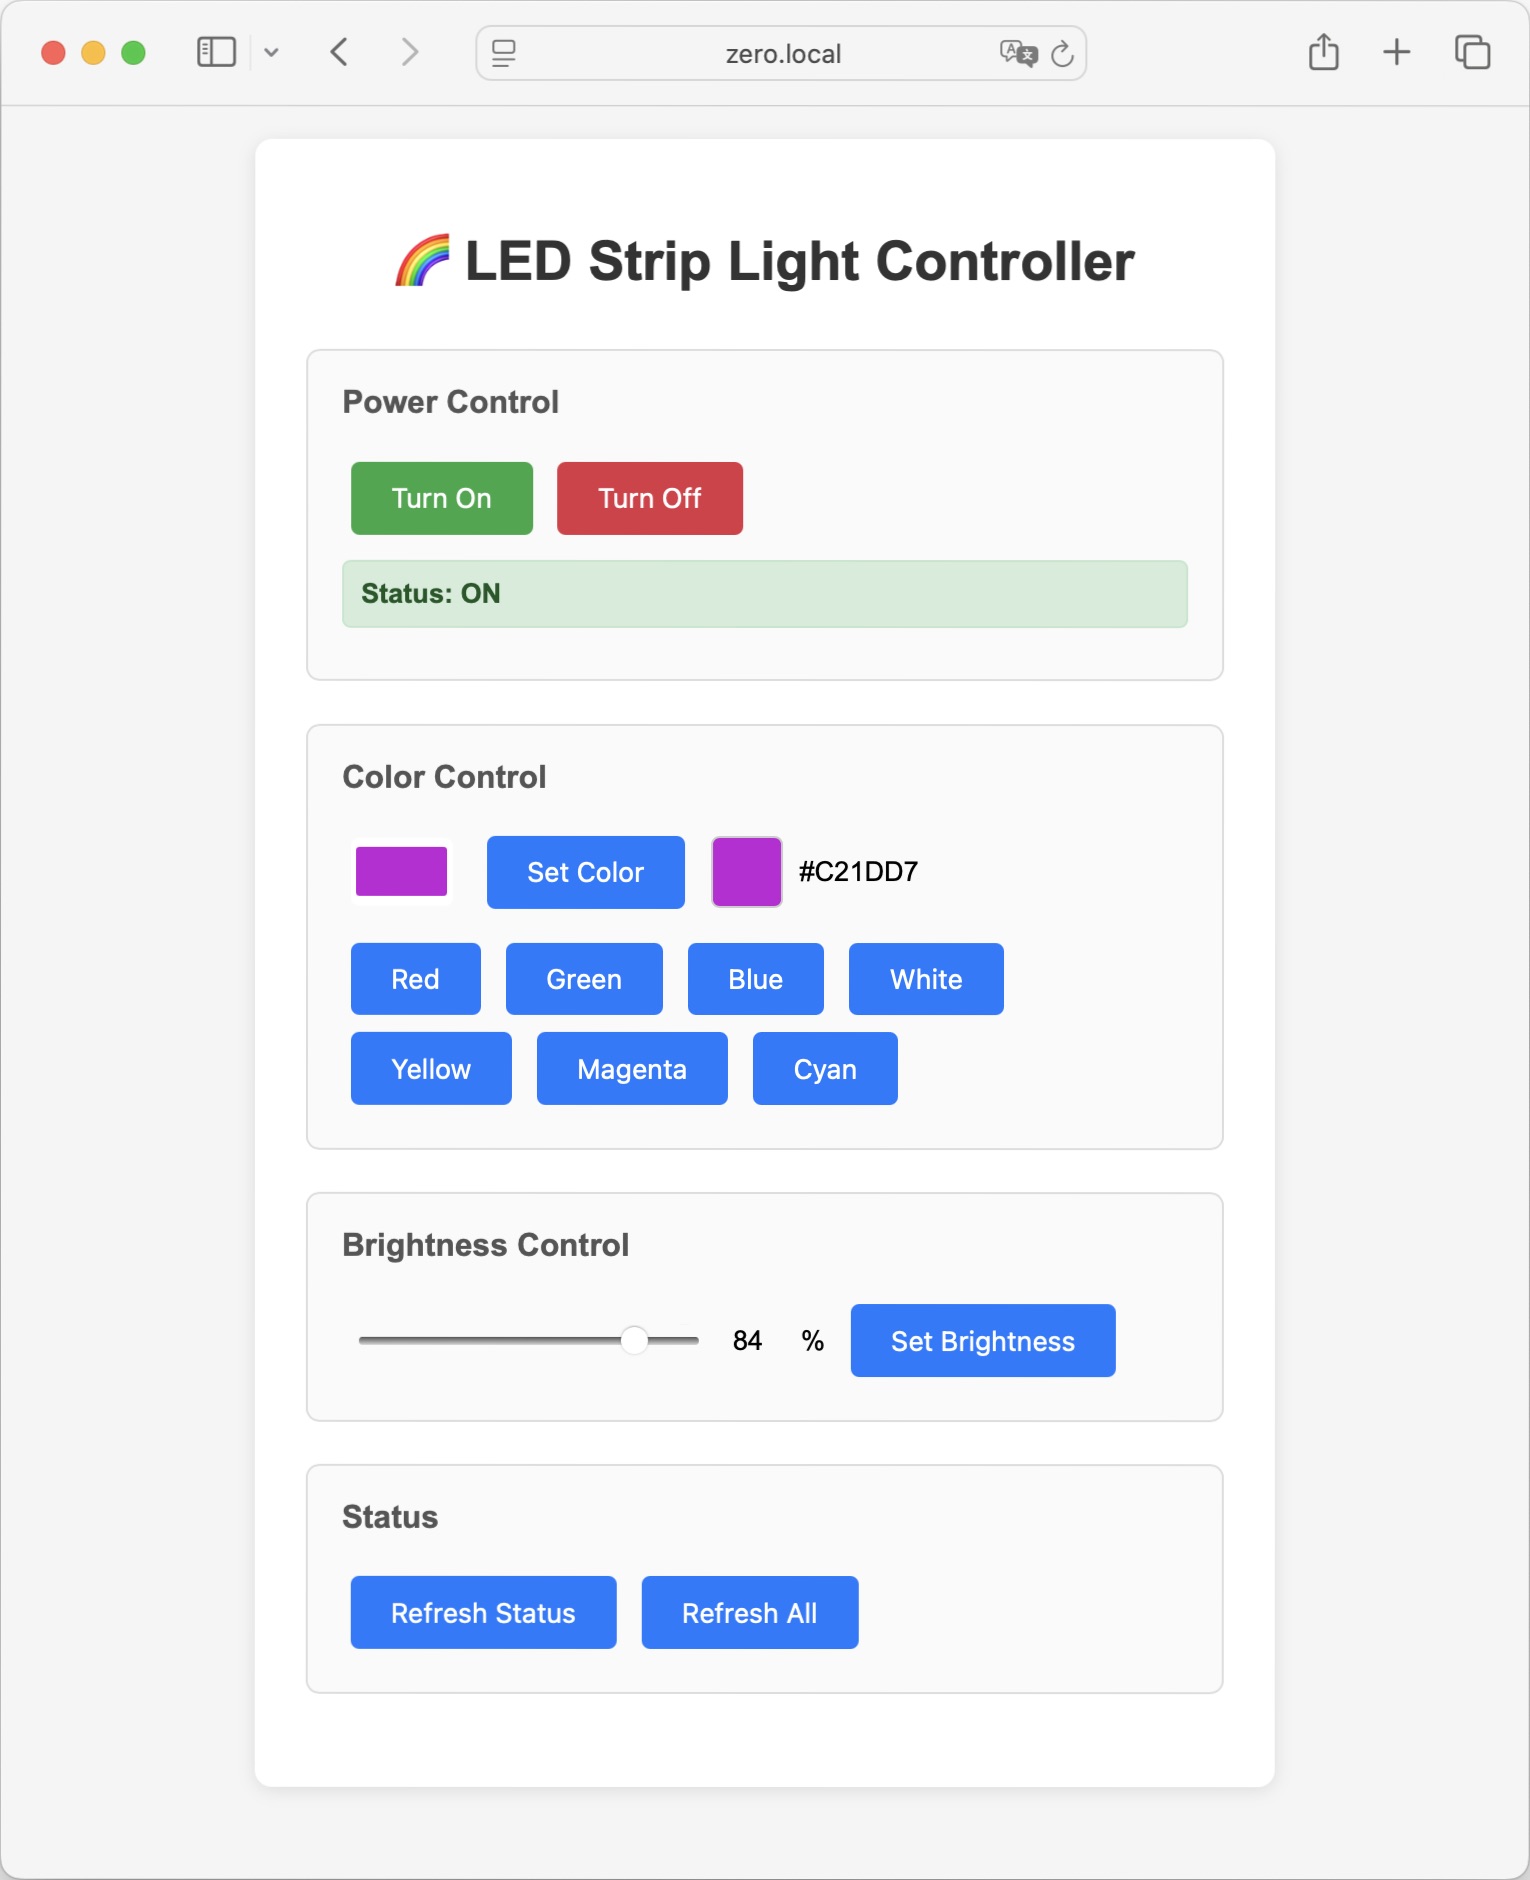 zero.local
🌈 LED Strip Light Controller
Power Control
Turn On Turn Off
Status: ON
Color Control
Set Color #C21DD7
Red Green Blue White
Yellow Magenta Cyan
Brightness Control
84 % Set Brightness
Status
Refresh Status Refresh All